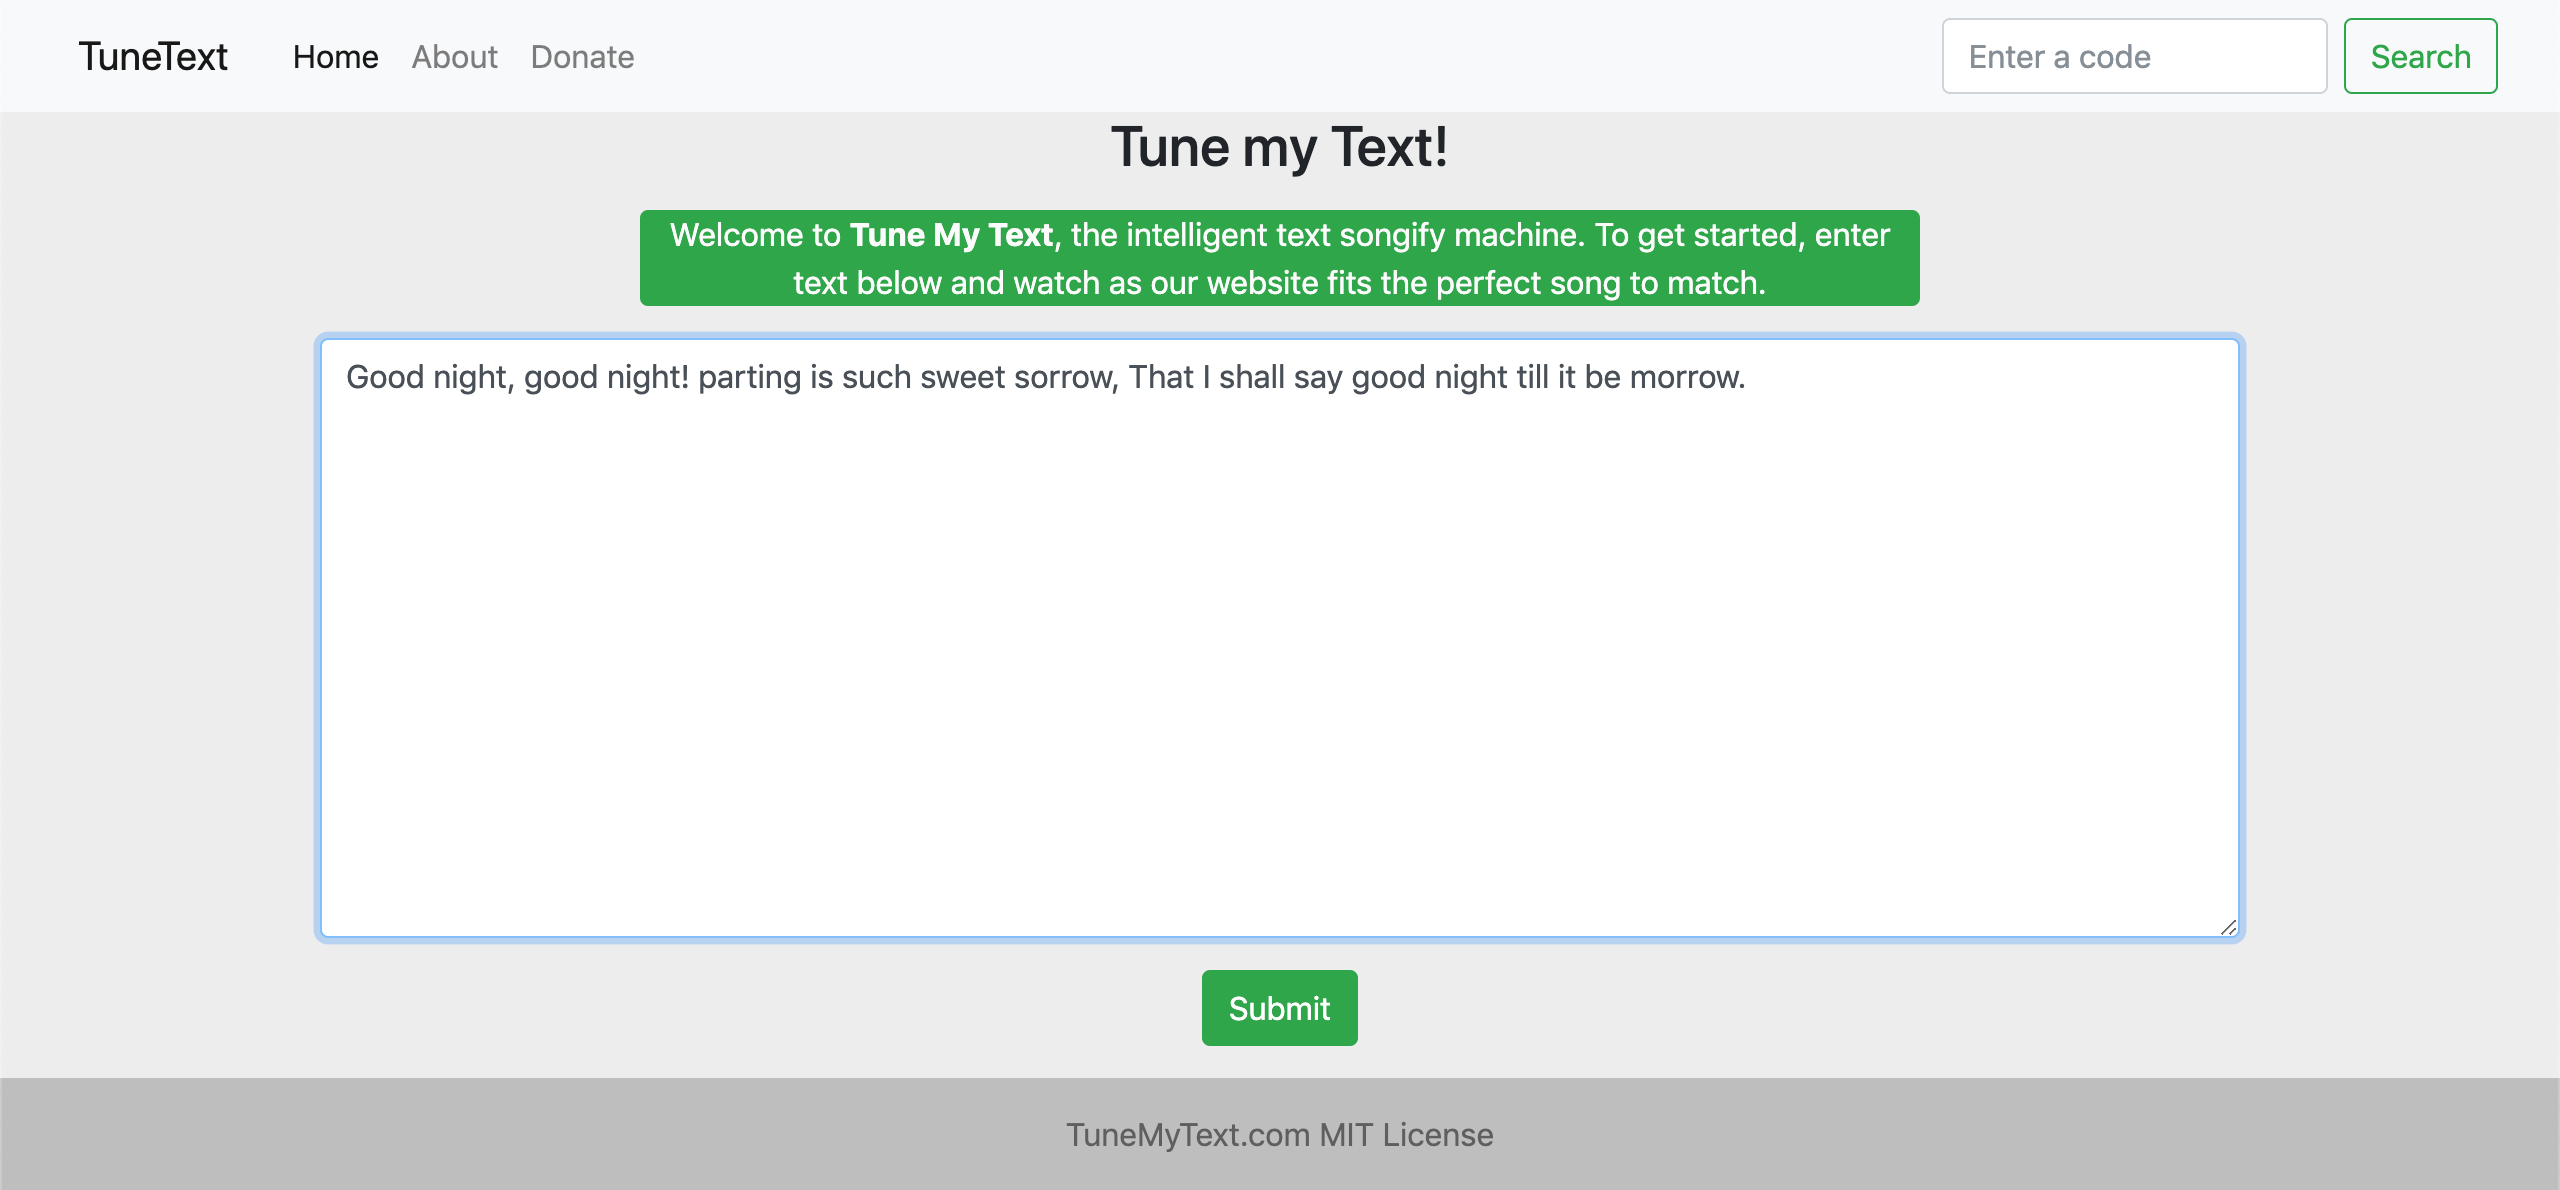 TuneText Home About Donate Enter a code Search
Tune my Text!
Welcome to Tune My Text, the intelligent text songify machine. To get started, enter
text below and watch as our website fits the perfect song to match.
Good night, good night! parting is such sweet sorrow, That I shall say good night till it be morrow.
Submit
TuneMyText.com MIT License